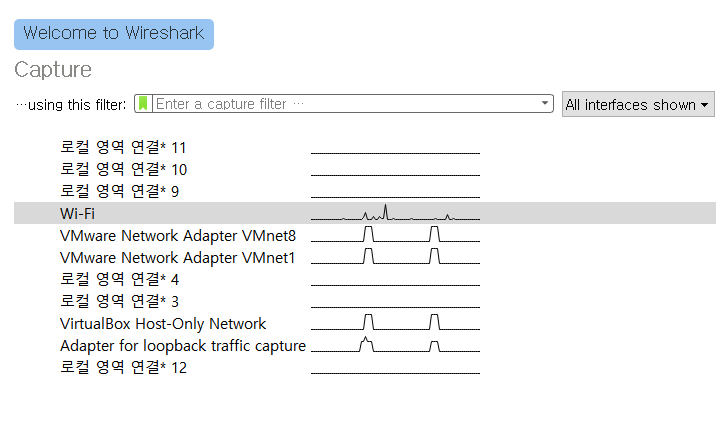 Welcome to Wireshark
Capture
…using this filter: Enter a capture filter … All interfaces shown
로컬 영역 연결* 11
로컬 영역 연결* 10
로컬 영역 연결* 9
Wi-Fi
VMware Network Adapter VMnet8
VMware Network Adapter VMnet1
로컬 영역 연결* 4
로컬 영역 연결* 3
VirtualBox Host-Only Network
Adapter for loopback traffic capture
로컬 영역 연결* 12